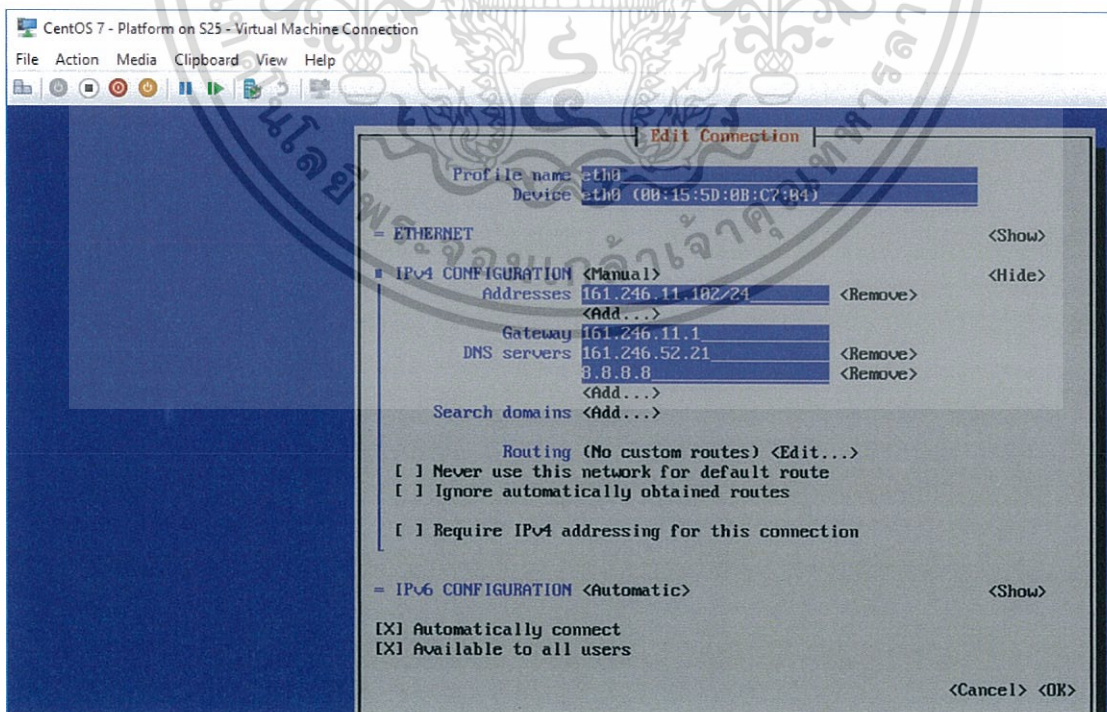 CentOS 7 - Platform on S25 - Virtual Machine Connection
File Action Media Clipboard View Help
Edit Connection
Profile name eth0
Device eth0 (00:15:5D:0B:C7:04)
= ETHERNET <Show>
IPv4 CONFIGURATION <Manual> <Hide>
Addresses 161.246.11.102/24 <Remove>
<Add...>
Gateway 161.246.11.1
DNS servers 161.246.52.21 <Remove>
8.8.8.8 <Remove>
<Add...>
Search domains <Add...>
Routing (No custom routes) <Edit...>
[ ] Never use this network for default route
[ ] Ignore automatically obtained routes
[ ] Require IPv4 addressing for this connection
= IPv6 CONFIGURATION <Automatic> <Show>
[X] Automatically connect
[X] Available to all users
<Cancel> <OK>